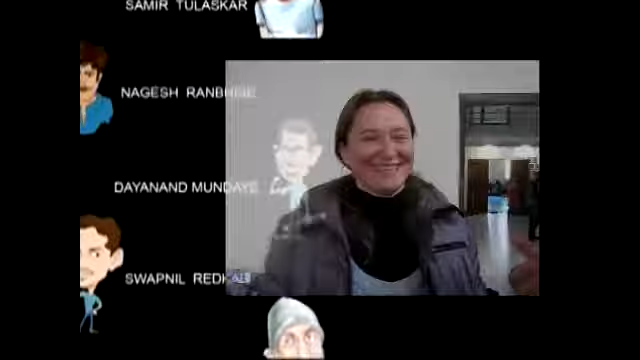 SAMIR TULASKAR
NAGESH
DAYANAND MUNDAYE
SWAPNIL